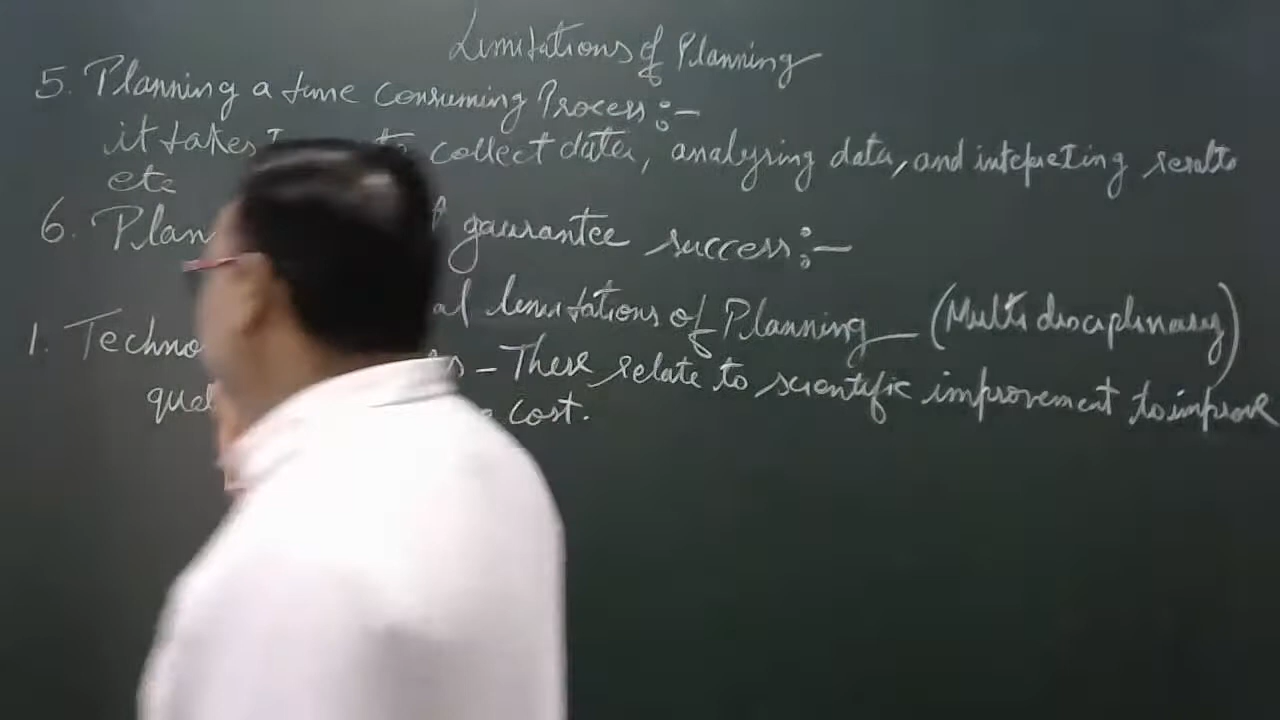 Limitations of Planning
5. Planning a time consuming Process :-
it takes collect data, analysing data, and intepreting results
etc
6. Plan gaurantee success :-
al limitations of Planning - (Multi disciplinary)
1. Techno - These relate to scientific improvement to improve
cost.